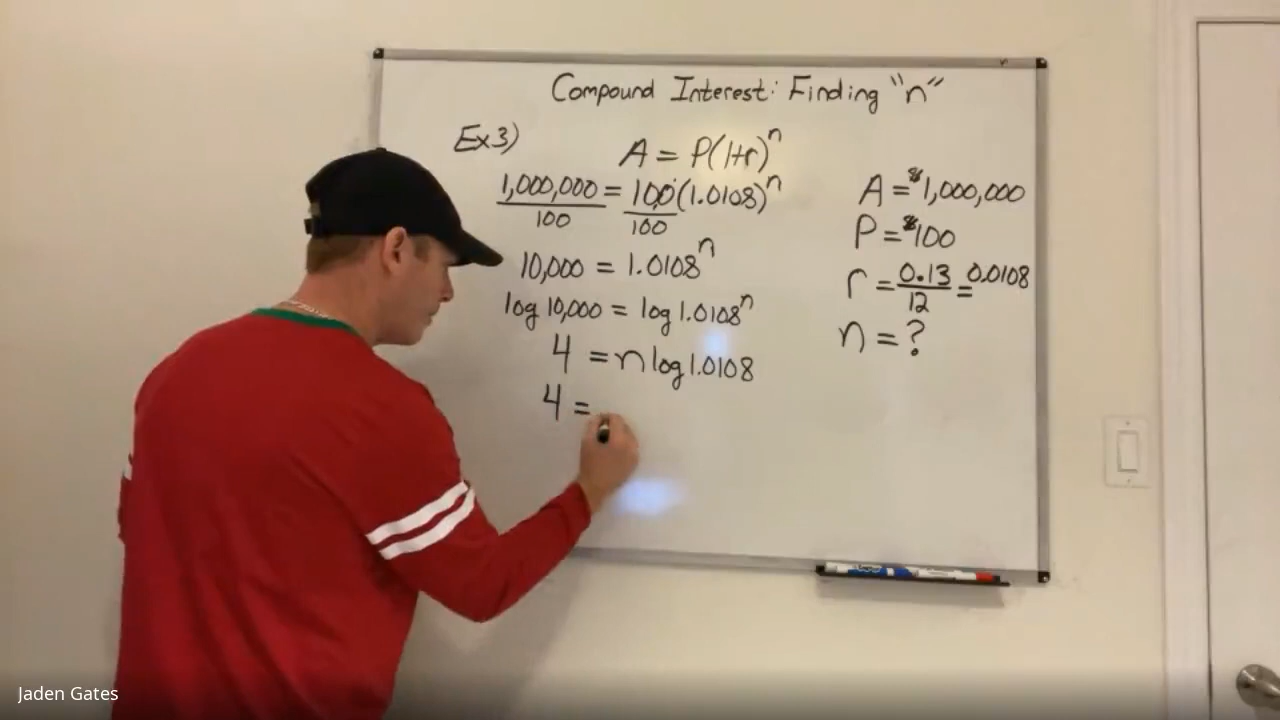 Compound Interest: Finding "n"
Ex3)
A = P(1+r)^n
1,000,000/100 = 100/100 (1.0108)^n
10,000 = 1.0108^n
log 10,000 = log 1.0108^n
4 = n log 1.0108
4 =
A = $1,000,000
P = $100
r = 0.13/12 = 0.0108
n = ?
Jaden Gates